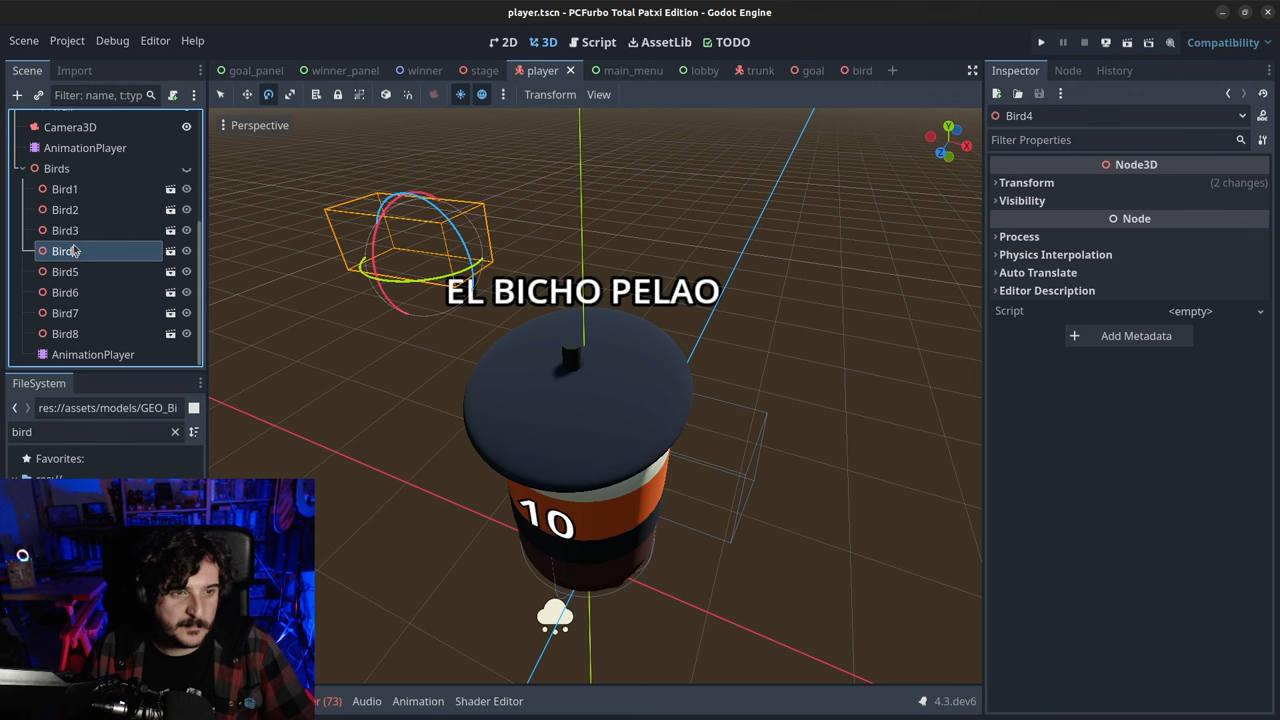 player.tscn - PCFurbo Total Patxi Edition - Godot Engine
Scene Project Debug Editor Help
2D 3D Script AssetLib TODO
Compatibility
Scene Import
goal_panel winner_panel winner stage player main_menu lobby trunk goal bird
Inspector Node History
Filter: name, t:typ
Transform View
Perspective
Y
X
Z
Camera3D
AnimationPlayer
Birds
Bird1
Bird2
Bird3
Bird5
Bird6
Bird7
Bird8
AnimationPlayer
FileSystem
res://assets/models/GEO_Bi
bird
Favorites:
EL BICHO PELAO
10
Bird4
Filter Properties
Node3D
Transform (2 changes)
Visibility
Node
Process
Physics Interpolation
Auto Translate
Editor Description
Script <empty>
Add Metadata
(73) Audio Animation Shader Editor
4.3.dev6